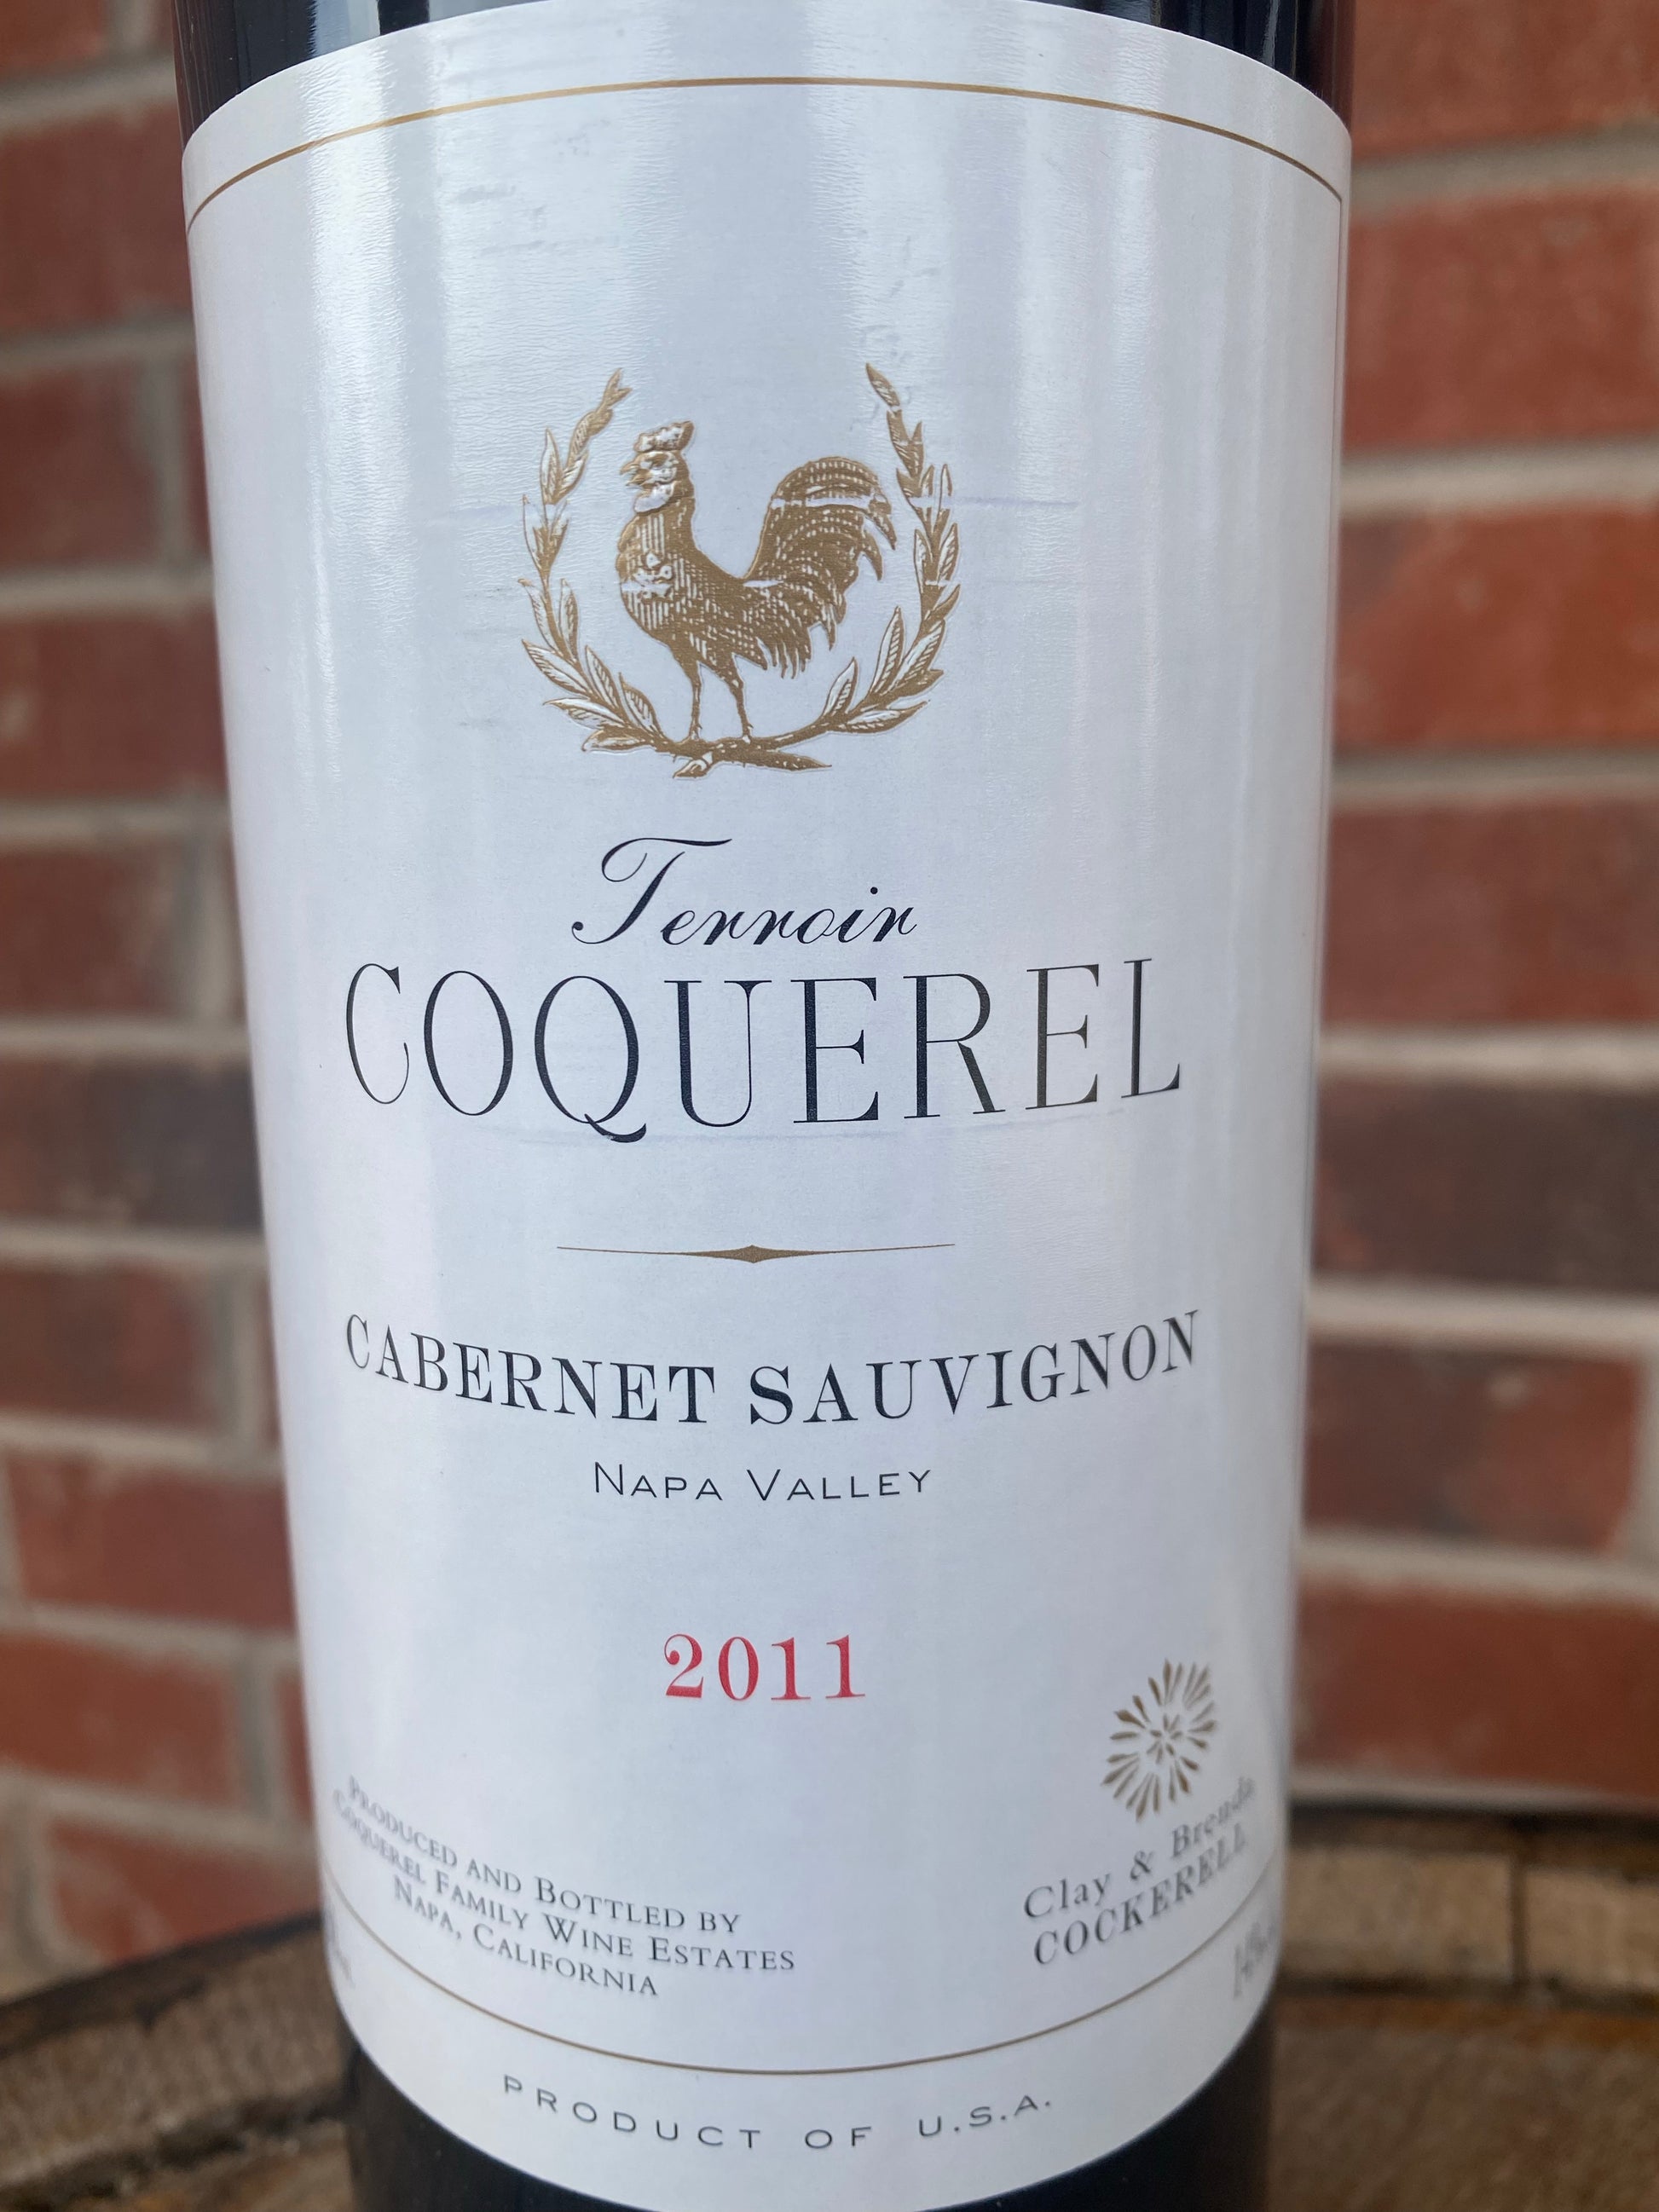 Terroir
COQUEREL
CABERNET SAUVIGNON
NAPA VALLEY
2011
PRODUCED AND BOTTLED BY
COQUEREL FAMILY WINE ESTATES
NAPA, CALIFORNIA
Clay & Brenda
COCKERELL
PRODUCT OF U.S.A.